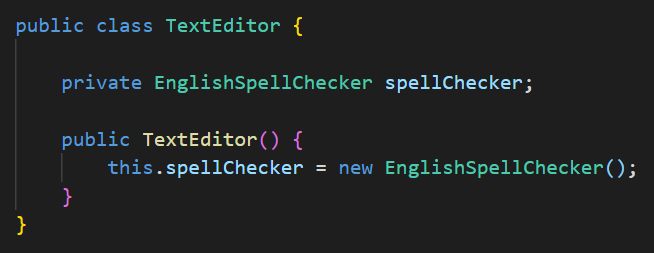 public class TextEditor {
private EnglishSpellChecker spellChecker;
public TextEditor() {
this.spellChecker = new EnglishSpellChecker();
}
}